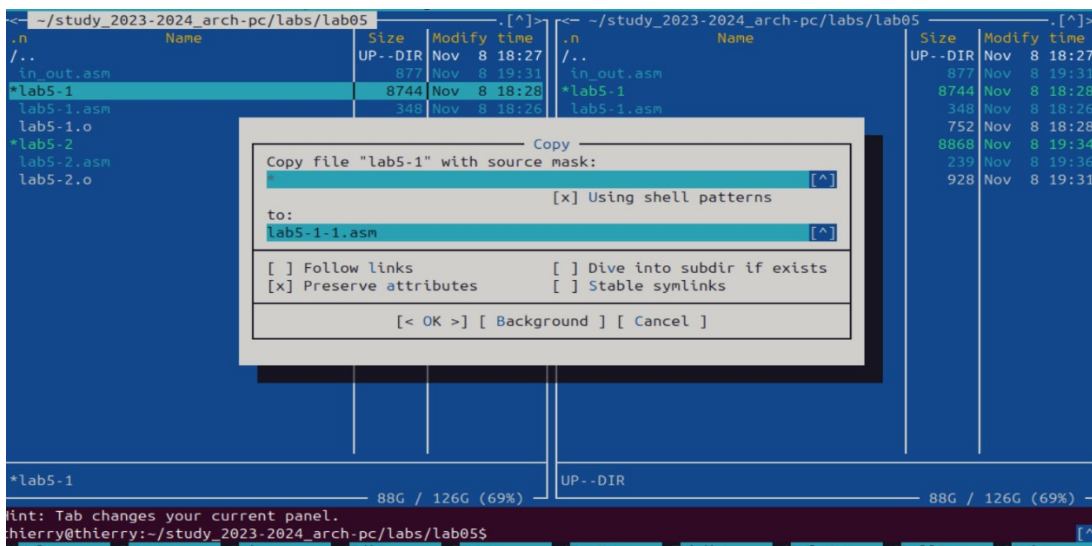 <- ~/study_2023-2024_arch-pc/labs/lab05 .[^]> <- ~/study_2023-2024_arch-pc/labs/lab05 .[^]>
.n Name Size Modify time .n Name Size Modify time
/.. UP--DIR Nov 8 18:27 /.. UP--DIR Nov 8 18:27
in_out.asm 877 Nov 8 19:31 in_out.asm 877 Nov 8 19:31
*lab5-1 8744 Nov 8 18:28 *lab5-1 8744 Nov 8 18:28
lab5-1.asm 348 Nov 8 18:26 lab5-1.asm 348 Nov 8 18:26
lab5-1.o 752 Nov 8 18:28
*lab5-2 8868 Nov 8 19:34
lab5-2.asm 239 Nov 8 19:36
lab5-2.o 928 Nov 8 19:31
Copy
Copy file "lab5-1" with source mask:
* [^]
[x] Using shell patterns
to:
lab5-1-1.asm [^]
[ ] Follow links [ ] Dive into subdir if exists
[x] Preserve attributes [ ] Stable symlinks
[< OK >] [ Background ] [ Cancel ]
*lab5-1 UP--DIR
88G / 126G (69%) 88G / 126G (69%)
Hint: Tab changes your current panel.
thierry@thierry:~/study_2023-2024_arch-pc/labs/lab05$ [^]